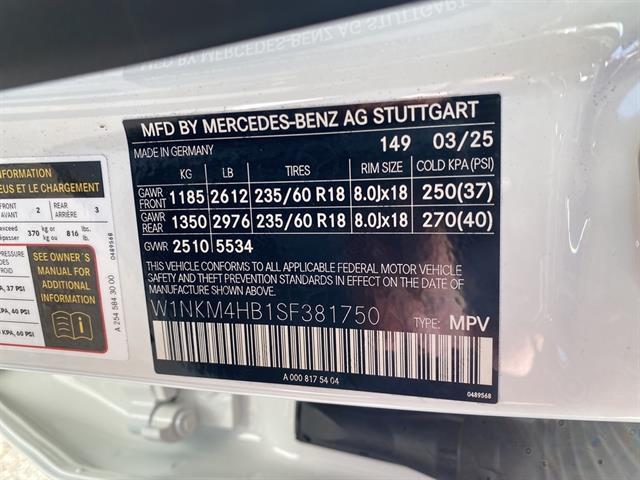 MFD BY MERCEDES-BENZ AG STUTTGART
MADE IN GERMANY 149 03/25
KG LB TIRES RIM SIZE COLD KPA (PSI)
GAWR FRONT 1185 2612 235/60 R18 8.0Jx18 250(37)
GAWR REAR 1350 2976 235/60 R18 8.0Jx18 270(40)
GVWR 2510 5534
THIS VEHICLE CONFORMS TO ALL APPLICABLE FEDERAL MOTOR VEHICLE
SAFETY AND THEFT PREVENTION STANDARDS IN EFFECT ON THE DATE OF
MANUFACTURE SHOWN ABOVE.
W1NKM4HB1SF381750 TYPE: MPV
A 000 817 54 04
0489568
INFORMATION
EUS ET LE CHARGEMENT
FRONT AVANT 2 REAR ARRIÈRE 3
370 kg or ou 816 lbs. lb.
0489568
SEE OWNER'S
MANUAL FOR
ADDITIONAL
INFORMATION
A 254 584 30 00